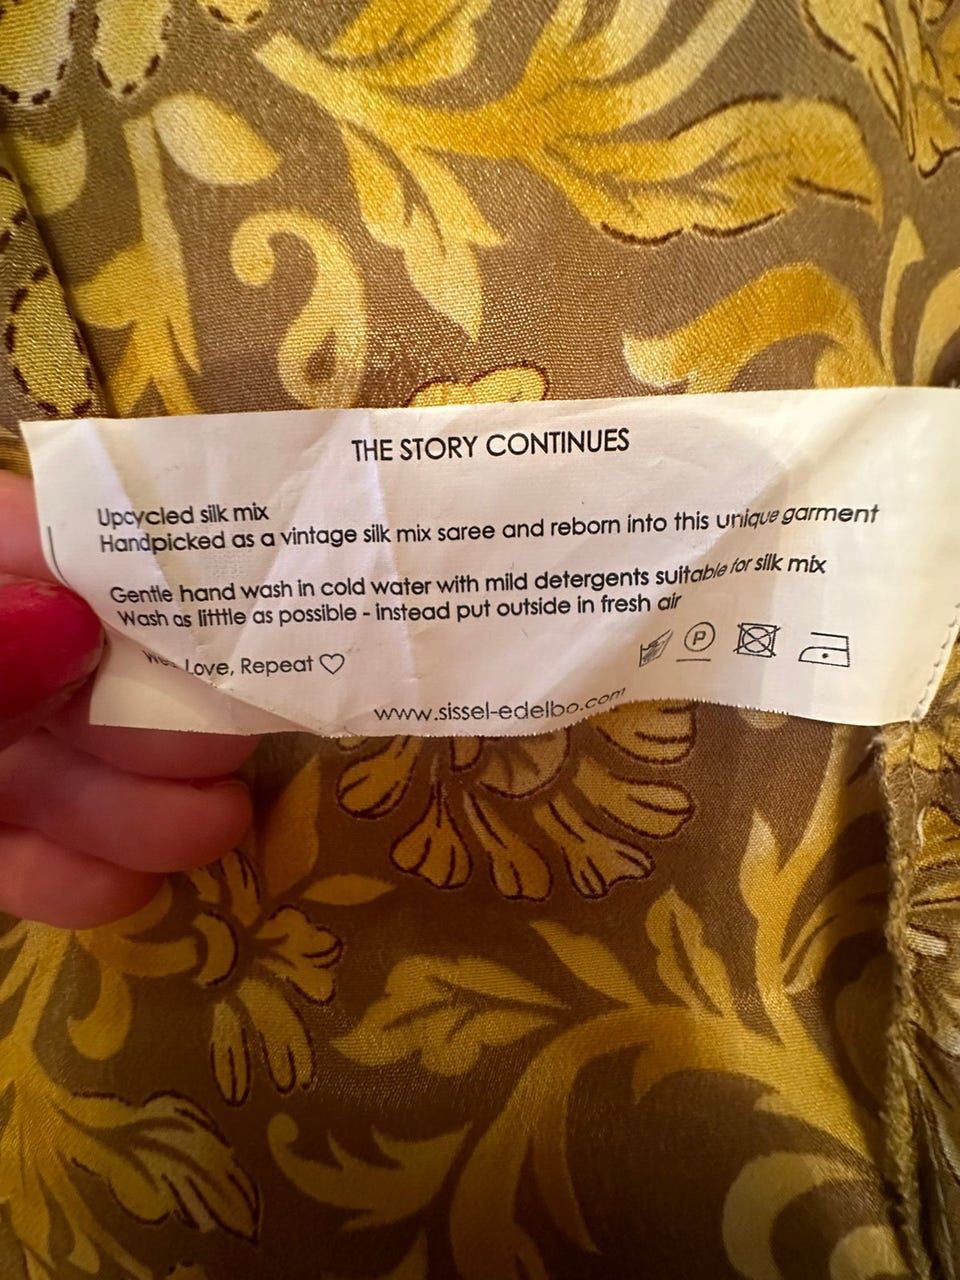 THE STORY CONTINUES
Upcycled silk mix
Handpicked as a vintage silk mix saree and reborn into this unique garment
Gentle hand wash in cold water with mild detergents suitable for silk mix
Wash as litttle as possible - instead put outside in fresh air
Love, Repeat ♡
P
www.sissel-edelbo.com